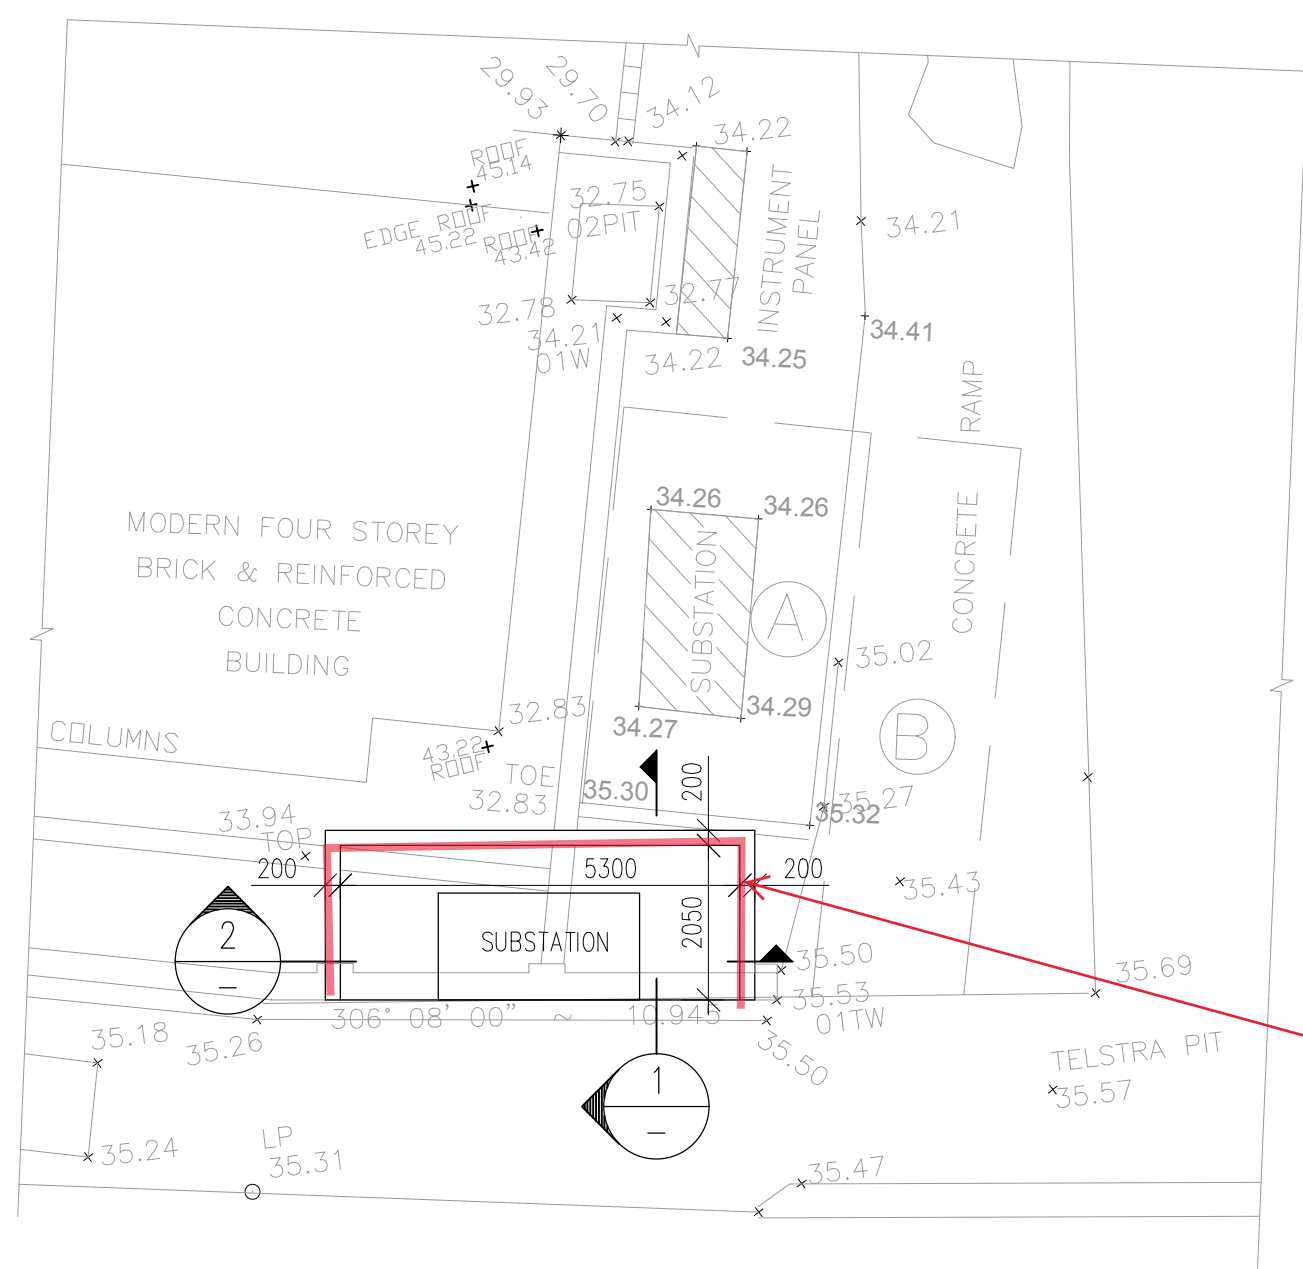 29.93
29.70
34.12
34.22
ROOF
45.14
32.75
02PIT
EDGE ROOF
45.22
ROOF
43.42
INSTRUMENT
PANEL
34.21
32.77
32.78
34.21
01W
34.22
34.25
34.41
RAMP
34.26
34.26
CONCRETE
MODERN FOUR STOREY
BRICK & REINFORCED
CONCRETE
BUILDING
SUBSTATION
A
35.02
34.27
34.29
B
COLUMNS
32.83
43.22
ROOF
TOE
32.83
35.30
200
35.27
35.32
33.94
TOP
200
5300
200
35.43
2050
SUBSTATION
2
–
35.50
35.69
35.53
01TW
306° 08' 00" ~ 10.945
35.18
35.26
35.50
TELSTRA PIT
35.57
1
–
35.24
LP
35.31
35.47